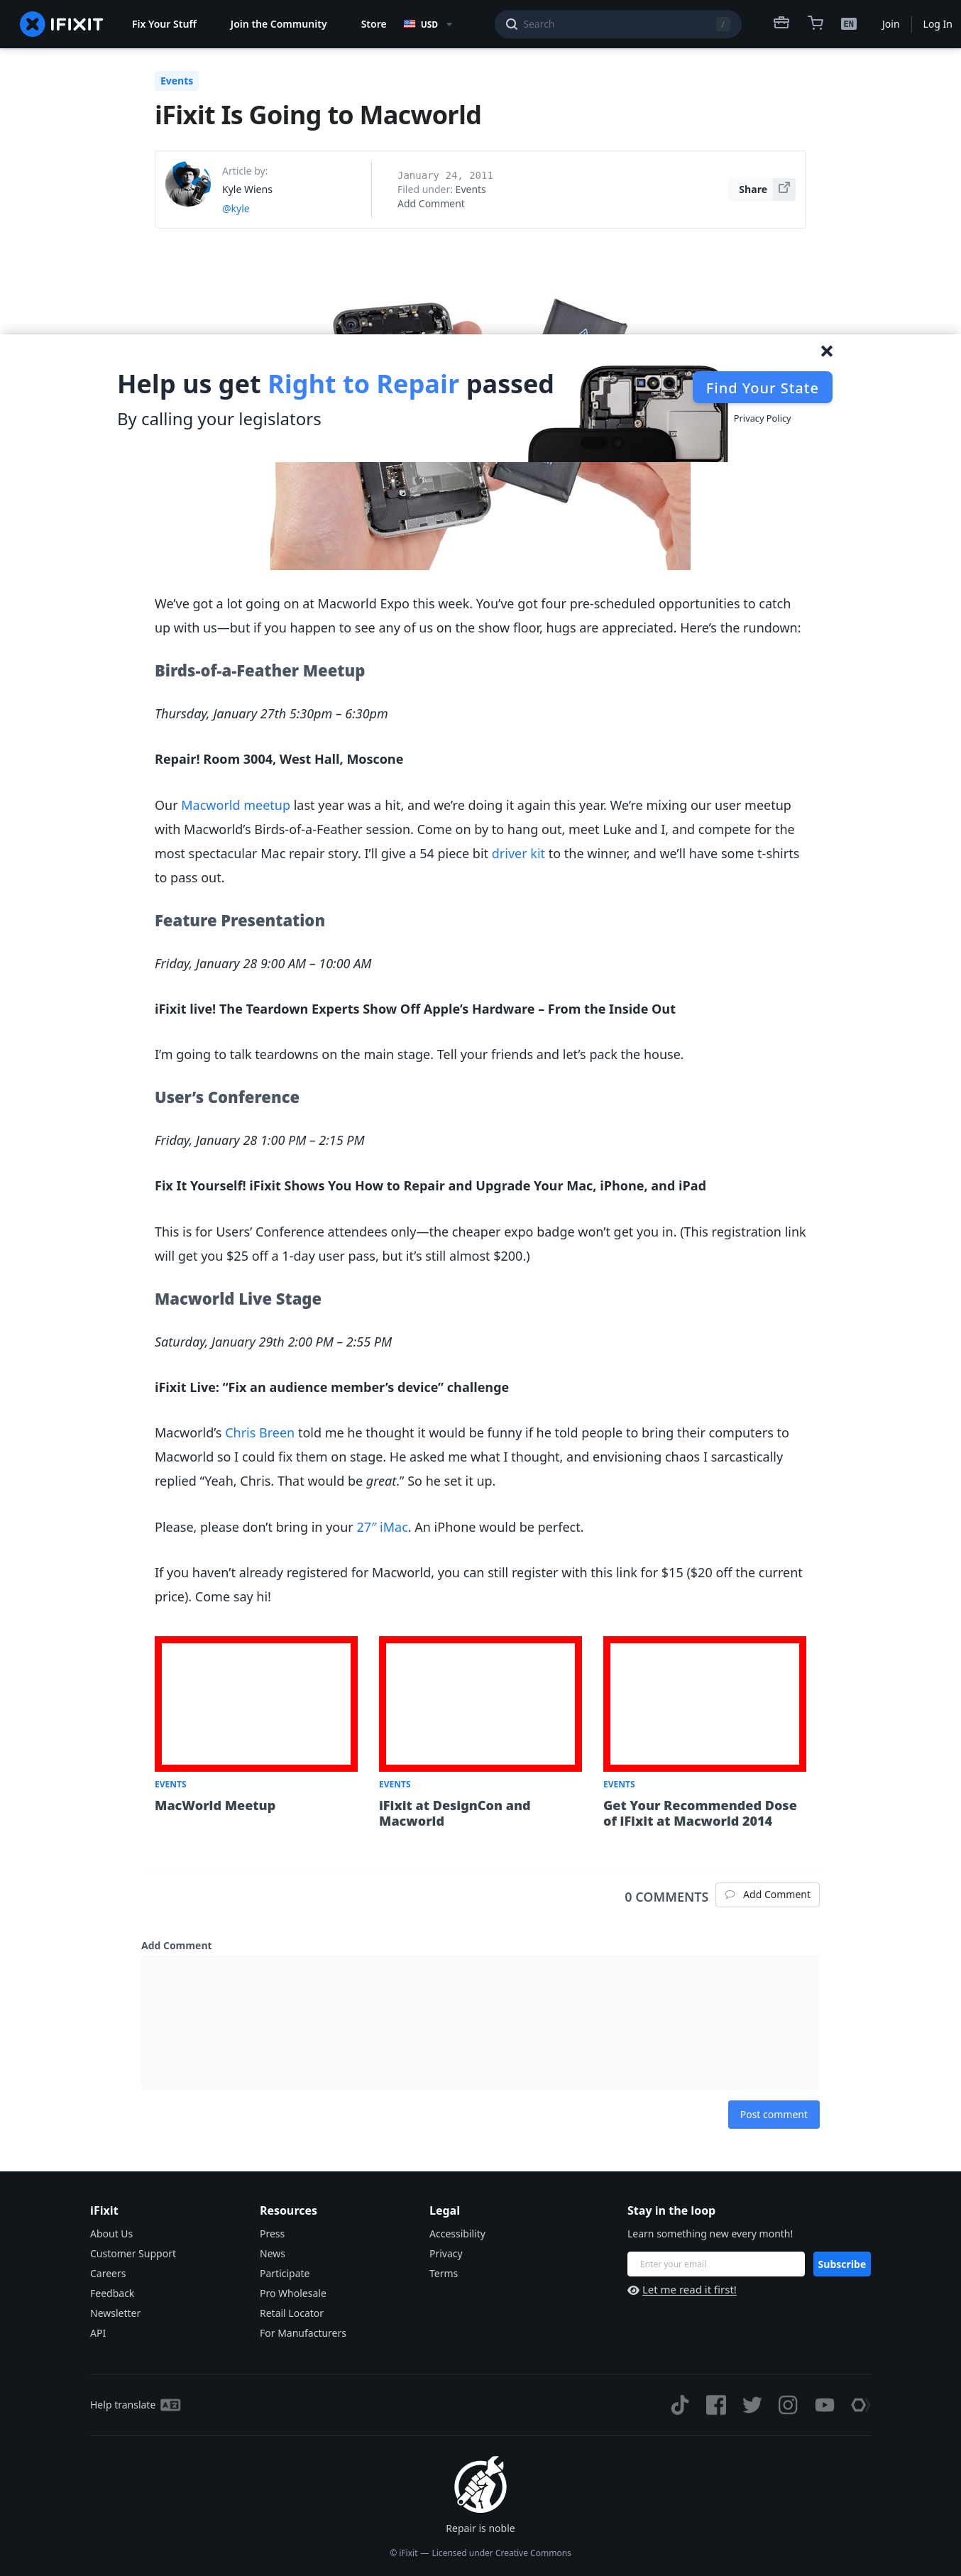 IFIXIT
Fix Your Stuff
Join the Community
Store
USD
Search
/
EN
Join
Log In
Events
iFixit Is Going to Macworld
Article by:
Kyle Wiens
@kyle
January 24, 2011
Filed under: Events
Add Comment
Share
Help us get Right to Repair passed
By calling your legislators
Find Your State
Privacy Policy
We’ve got a lot going on at Macworld Expo this week. You’ve got four pre-scheduled opportunities to catch
up with us—but if you happen to see any of us on the show floor, hugs are appreciated. Here’s the rundown:
Birds-of-a-Feather Meetup
Thursday, January 27th 5:30pm – 6:30pm
Repair! Room 3004, West Hall, Moscone
Our Macworld meetup last year was a hit, and we’re doing it again this year. We’re mixing our user meetup
with Macworld’s Birds-of-a-Feather session. Come on by to hang out, meet Luke and I, and compete for the
most spectacular Mac repair story. I’ll give a 54 piece bit driver kit to the winner, and we’ll have some t-shirts
to pass out.
Feature Presentation
Friday, January 28 9:00 AM – 10:00 AM
iFixit live! The Teardown Experts Show Off Apple’s Hardware – From the Inside Out
I’m going to talk teardowns on the main stage. Tell your friends and let’s pack the house.
User’s Conference
Friday, January 28 1:00 PM – 2:15 PM
Fix It Yourself! iFixit Shows You How to Repair and Upgrade Your Mac, iPhone, and iPad
This is for Users’ Conference attendees only—the cheaper expo badge won’t get you in. (This registration link
will get you $25 off a 1-day user pass, but it’s still almost $200.)
Macworld Live Stage
Saturday, January 29th 2:00 PM – 2:55 PM
iFixit Live: “Fix an audience member’s device” challenge
Macworld’s Chris Breen told me he thought it would be funny if he told people to bring their computers to
Macworld so I could fix them on stage. He asked me what I thought, and envisioning chaos I sarcastically
replied “Yeah, Chris. That would be great.” So he set it up.
Please, please don’t bring in your 27″ iMac. An iPhone would be perfect.
If you haven’t already registered for Macworld, you can still register with this link for $15 ($20 off the current
price). Come say hi!
EVENTS
MacWorld Meetup
EVENTS
iFixit at DesignCon and
Macworld
EVENTS
Get Your Recommended Dose
of iFixit at Macworld 2014
0 COMMENTS
Add Comment
Add Comment
Post comment
iFixit
About Us
Customer Support
Careers
Feedback
Newsletter
API
Resources
Press
News
Participate
Pro Wholesale
Retail Locator
For Manufacturers
Legal
Accessibility
Privacy
Terms
Stay in the loop
Learn something new every month!
Enter your email
Subscribe
Let me read it first!
Help translate
Repair is noble
© iFixit — Licensed under Creative Commons